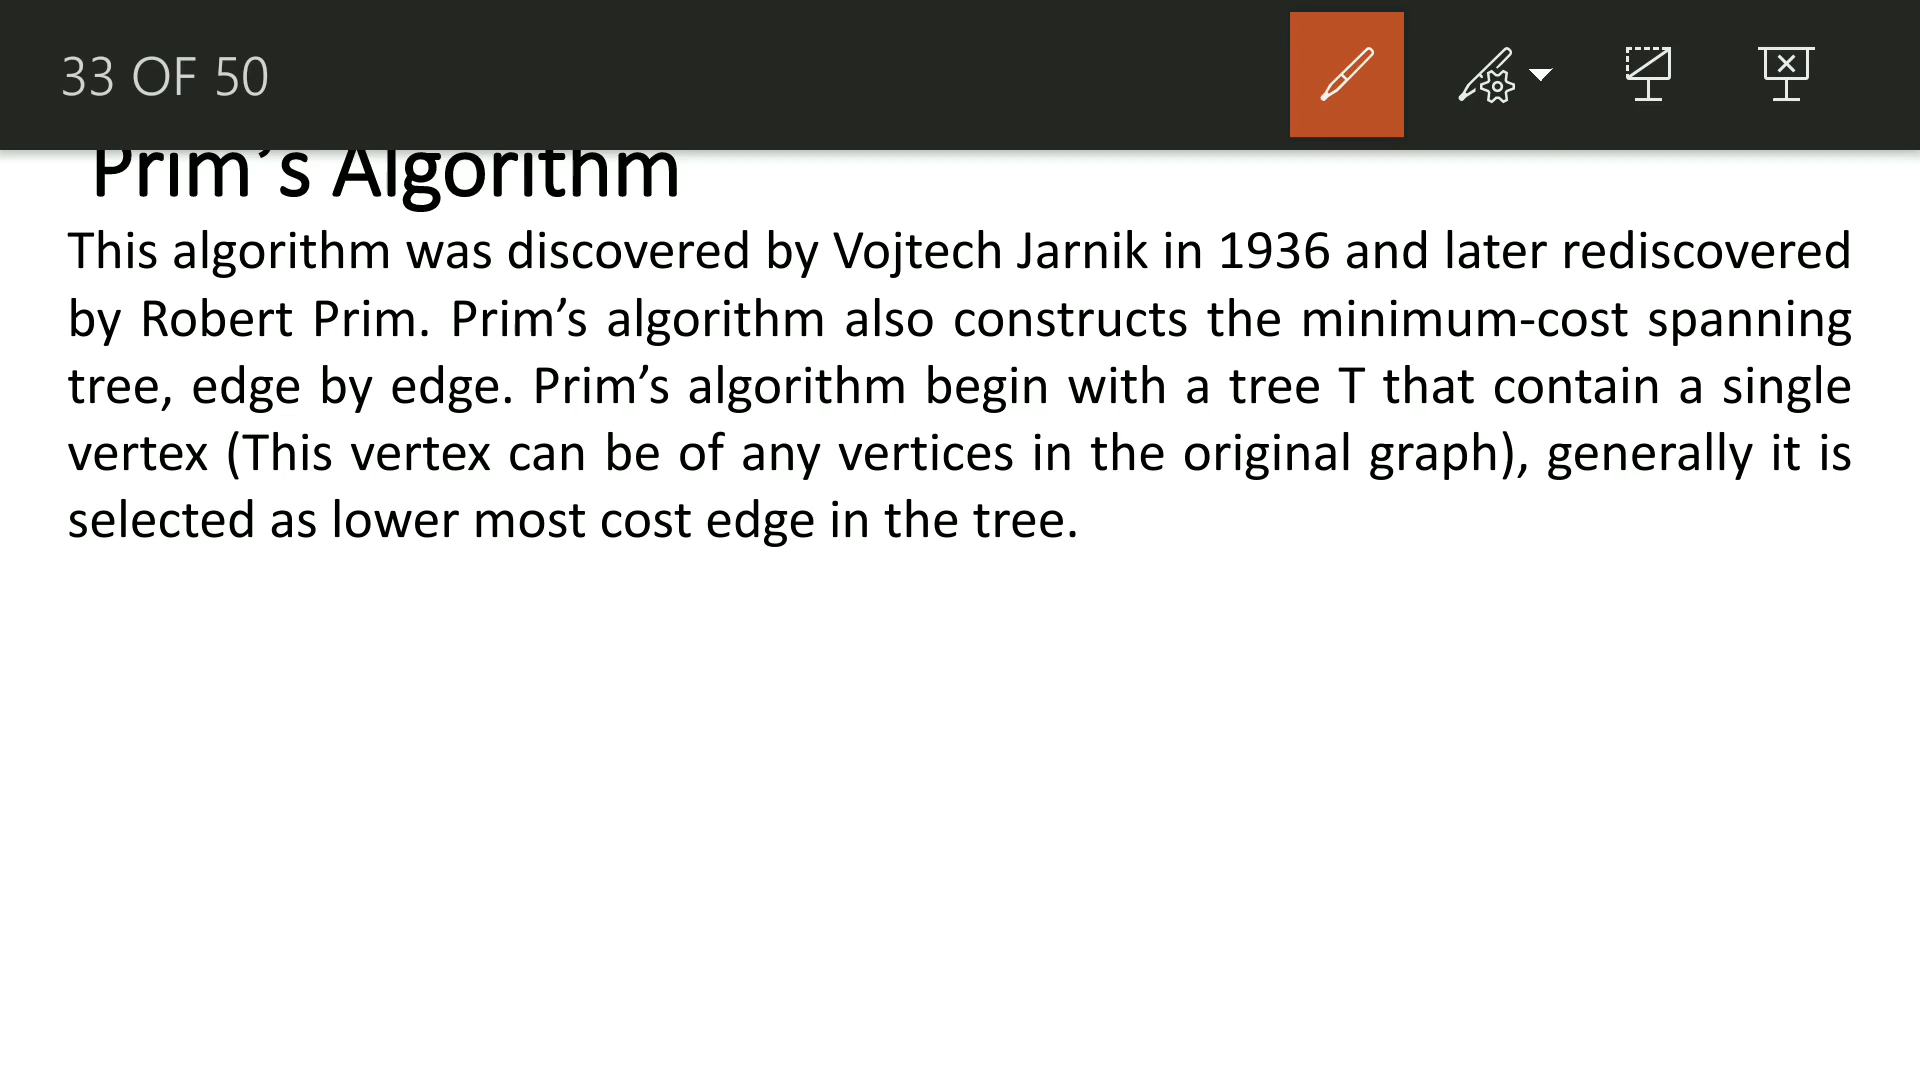 33 OF 50
Prim’s Algorithm
This algorithm was discovered by Vojtech Jarnik in 1936 and later rediscovered
by Robert Prim. Prim’s algorithm also constructs the minimum-cost spanning
tree, edge by edge. Prim’s algorithm begin with a tree T that contain a single
vertex (This vertex can be of any vertices in the original graph), generally it is
selected as lower most cost edge in the tree.